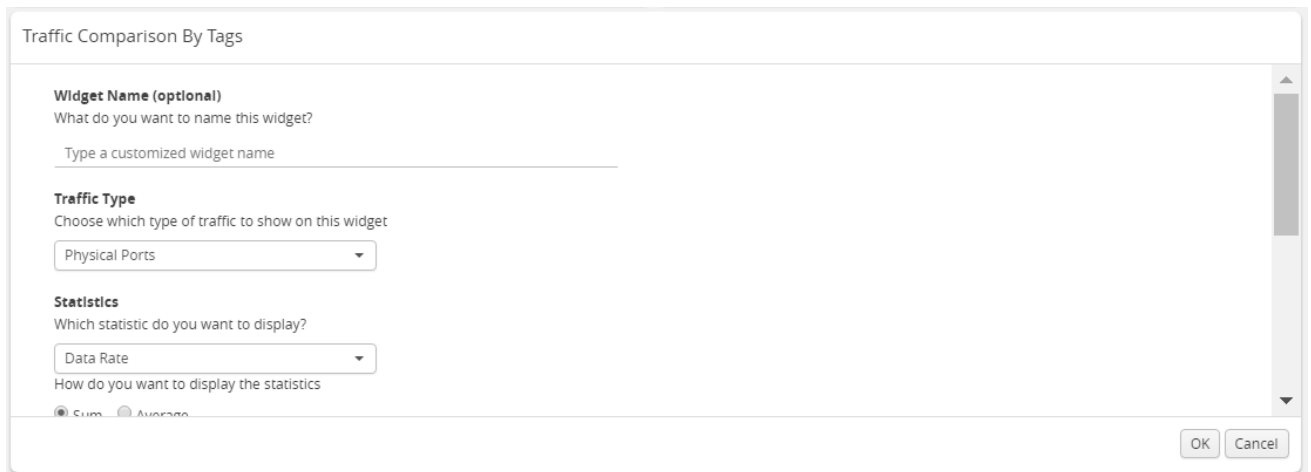 Traffic Comparison By Tags
Widget Name (optional)
What do you want to name this widget?
Type a customized widget name
Traffic Type
Choose which type of traffic to show on this widget
Physical Ports
Statistics
Which statistic do you want to display?
Data Rate
How do you want to display the statistics
Sum Average
OK Cancel